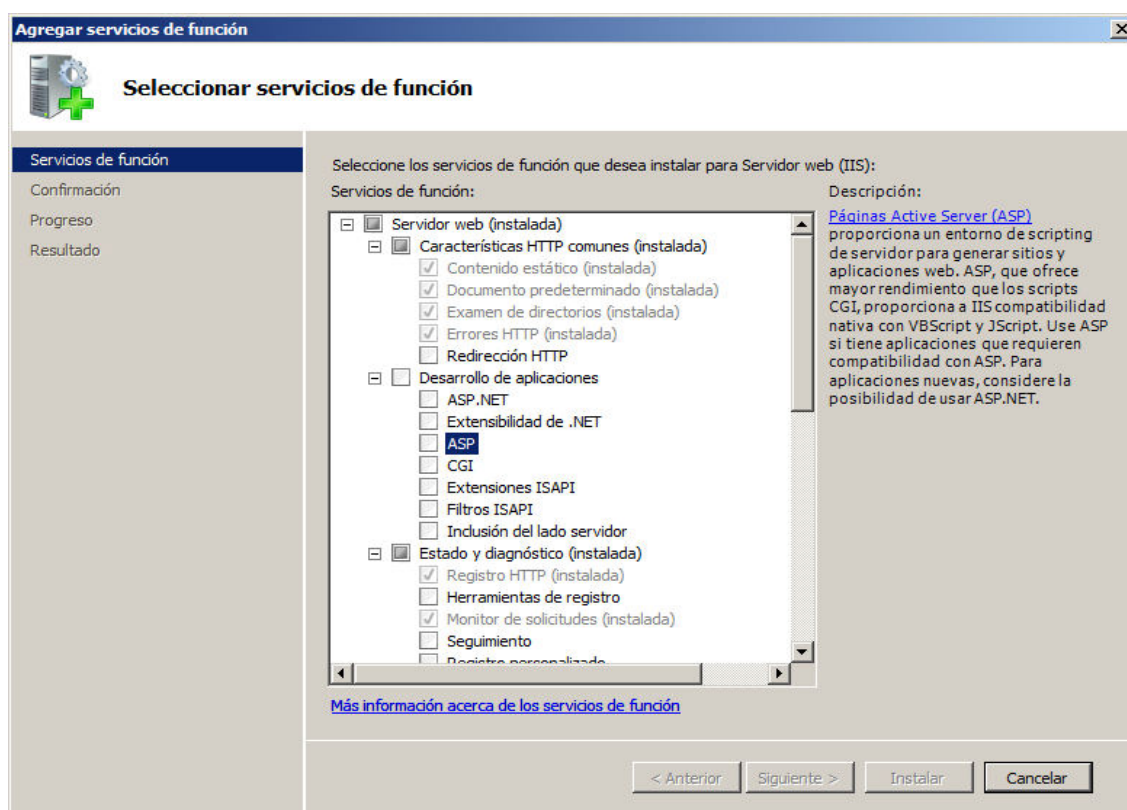 Agregar servicios de función
Seleccionar servicios de función
Servicios de función
Confirmación
Progreso
Resultado
Seleccione los servicios de función que desea instalar para Servidor web (IIS):
Servicios de función:
Servidor web (instalada)
Características HTTP comunes (instalada)
Contenido estático (instalada)
Documento predeterminado (instalada)
Examen de directorios (instalada)
Errores HTTP (instalada)
Redirección HTTP
Desarrollo de aplicaciones
ASP.NET
Extensibilidad de .NET
ASP
CGI
Extensiones ISAPI
Filtros ISAPI
Inclusión del lado servidor
Estado y diagnóstico (instalada)
Registro HTTP (instalada)
Herramientas de registro
Monitor de solicitudes (instalada)
Seguimiento
Registro personalizado
Más información acerca de los servicios de función
Descripción:
Páginas Active Server (ASP)
proporciona un entorno de scripting
de servidor para generar sitios y
aplicaciones web. ASP, que ofrece
mayor rendimiento que los scripts
CGI, proporciona a IIS compatibilidad
nativa con VBScript y JScript. Use ASP
si tiene aplicaciones que requieren
compatibilidad con ASP. Para
aplicaciones nuevas, considere la
posibilidad de usar ASP.NET.
< Anterior
Siguiente >
Instalar
Cancelar